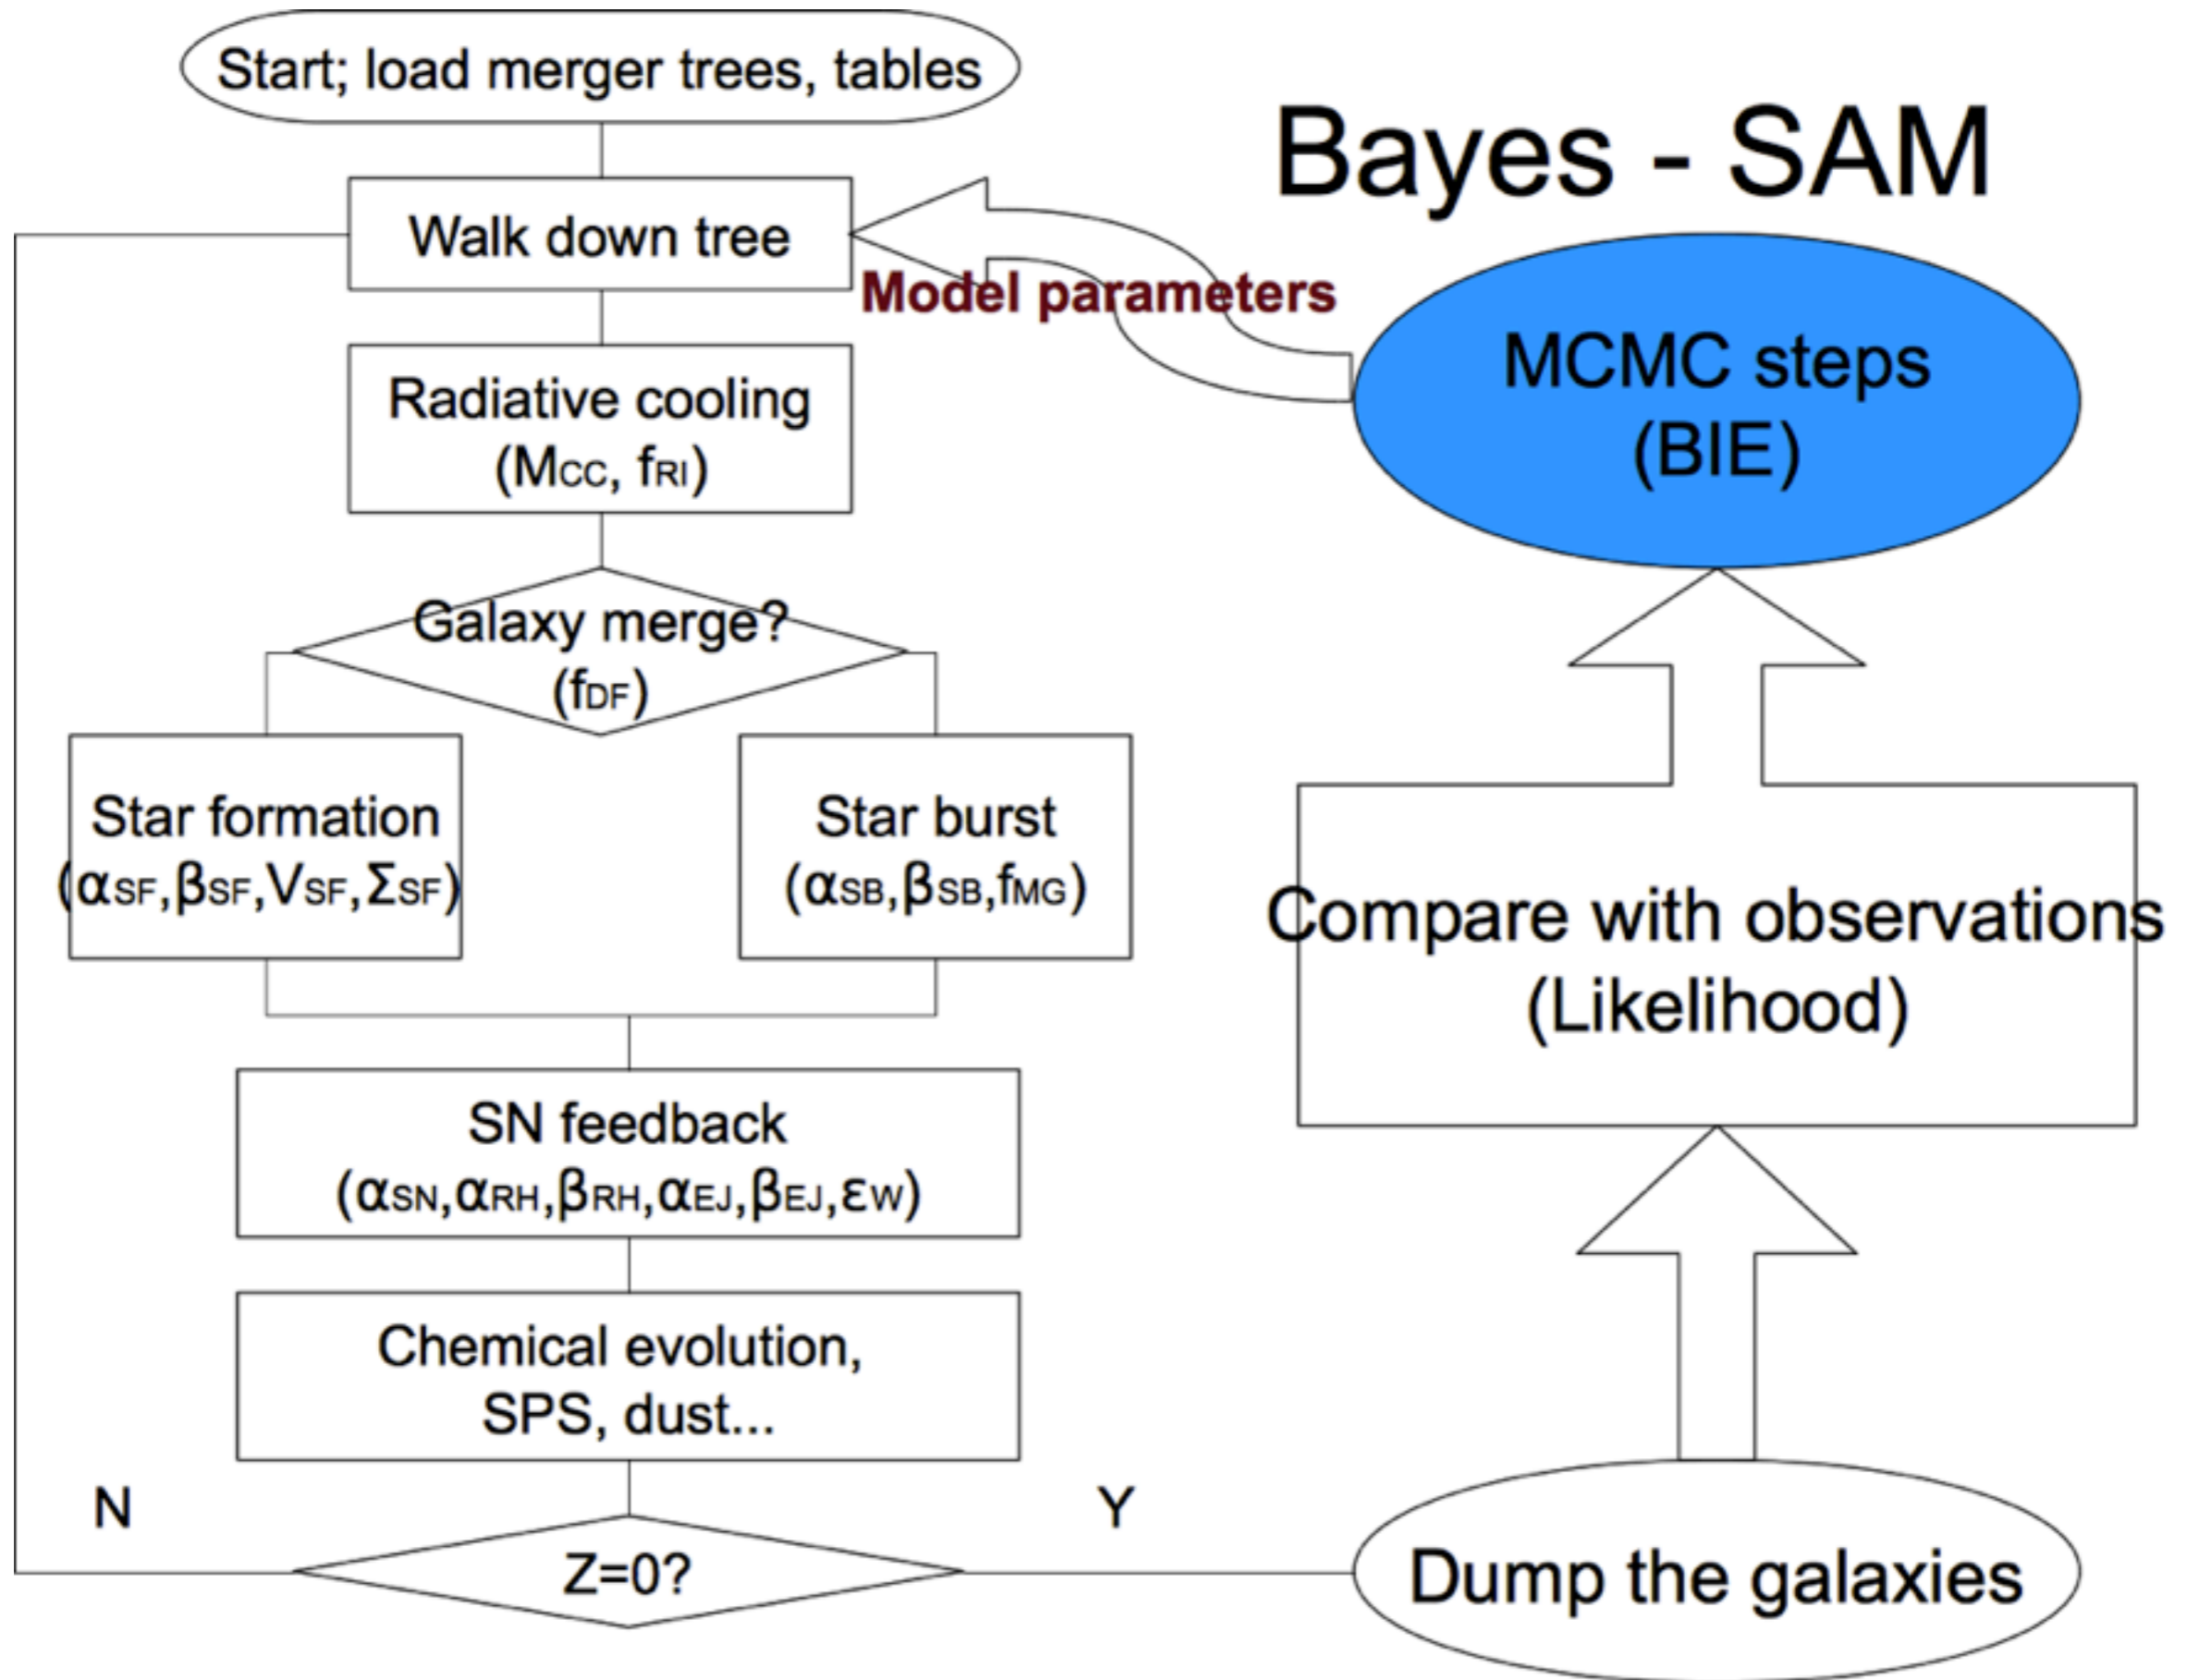 Start; load merger trees, tables
Bayes - SAM
Walk down tree
Model parameters
MCMC steps
(BIE)
Radiative cooling
(MCC, fRI)
Galaxy merge?
(fDF)
Star formation
(αSF,βSF,VSF,ΣSF)
Star burst
(αSB,βSB,fMG)
Compare with observations
(Likelihood)
SN feedback
(αSN,αRH,βRH,αEJ,βEJ,εW)
Chemical evolution,
SPS, dust...
N
Y
Z=0?
Dump the galaxies